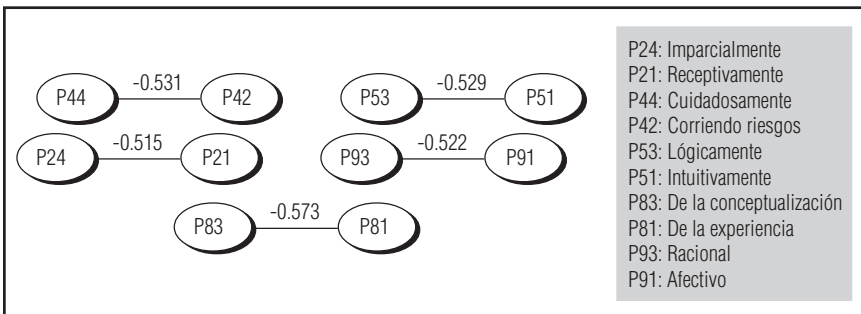 P44 -0.531 P42
P53 -0.529 P51
P24 -0.515 P21
P93 -0.522 P91
P83 -0.573 P81
P24: Imparcialmente
P21: Receptivamente
P44: Cuidadosamente
P42: Corriendo riesgos
P53: Lógicamente
P51: Intuitivamente
P83: De la conceptualización
P81: De la experiencia
P93: Racional
P91: Afectivo